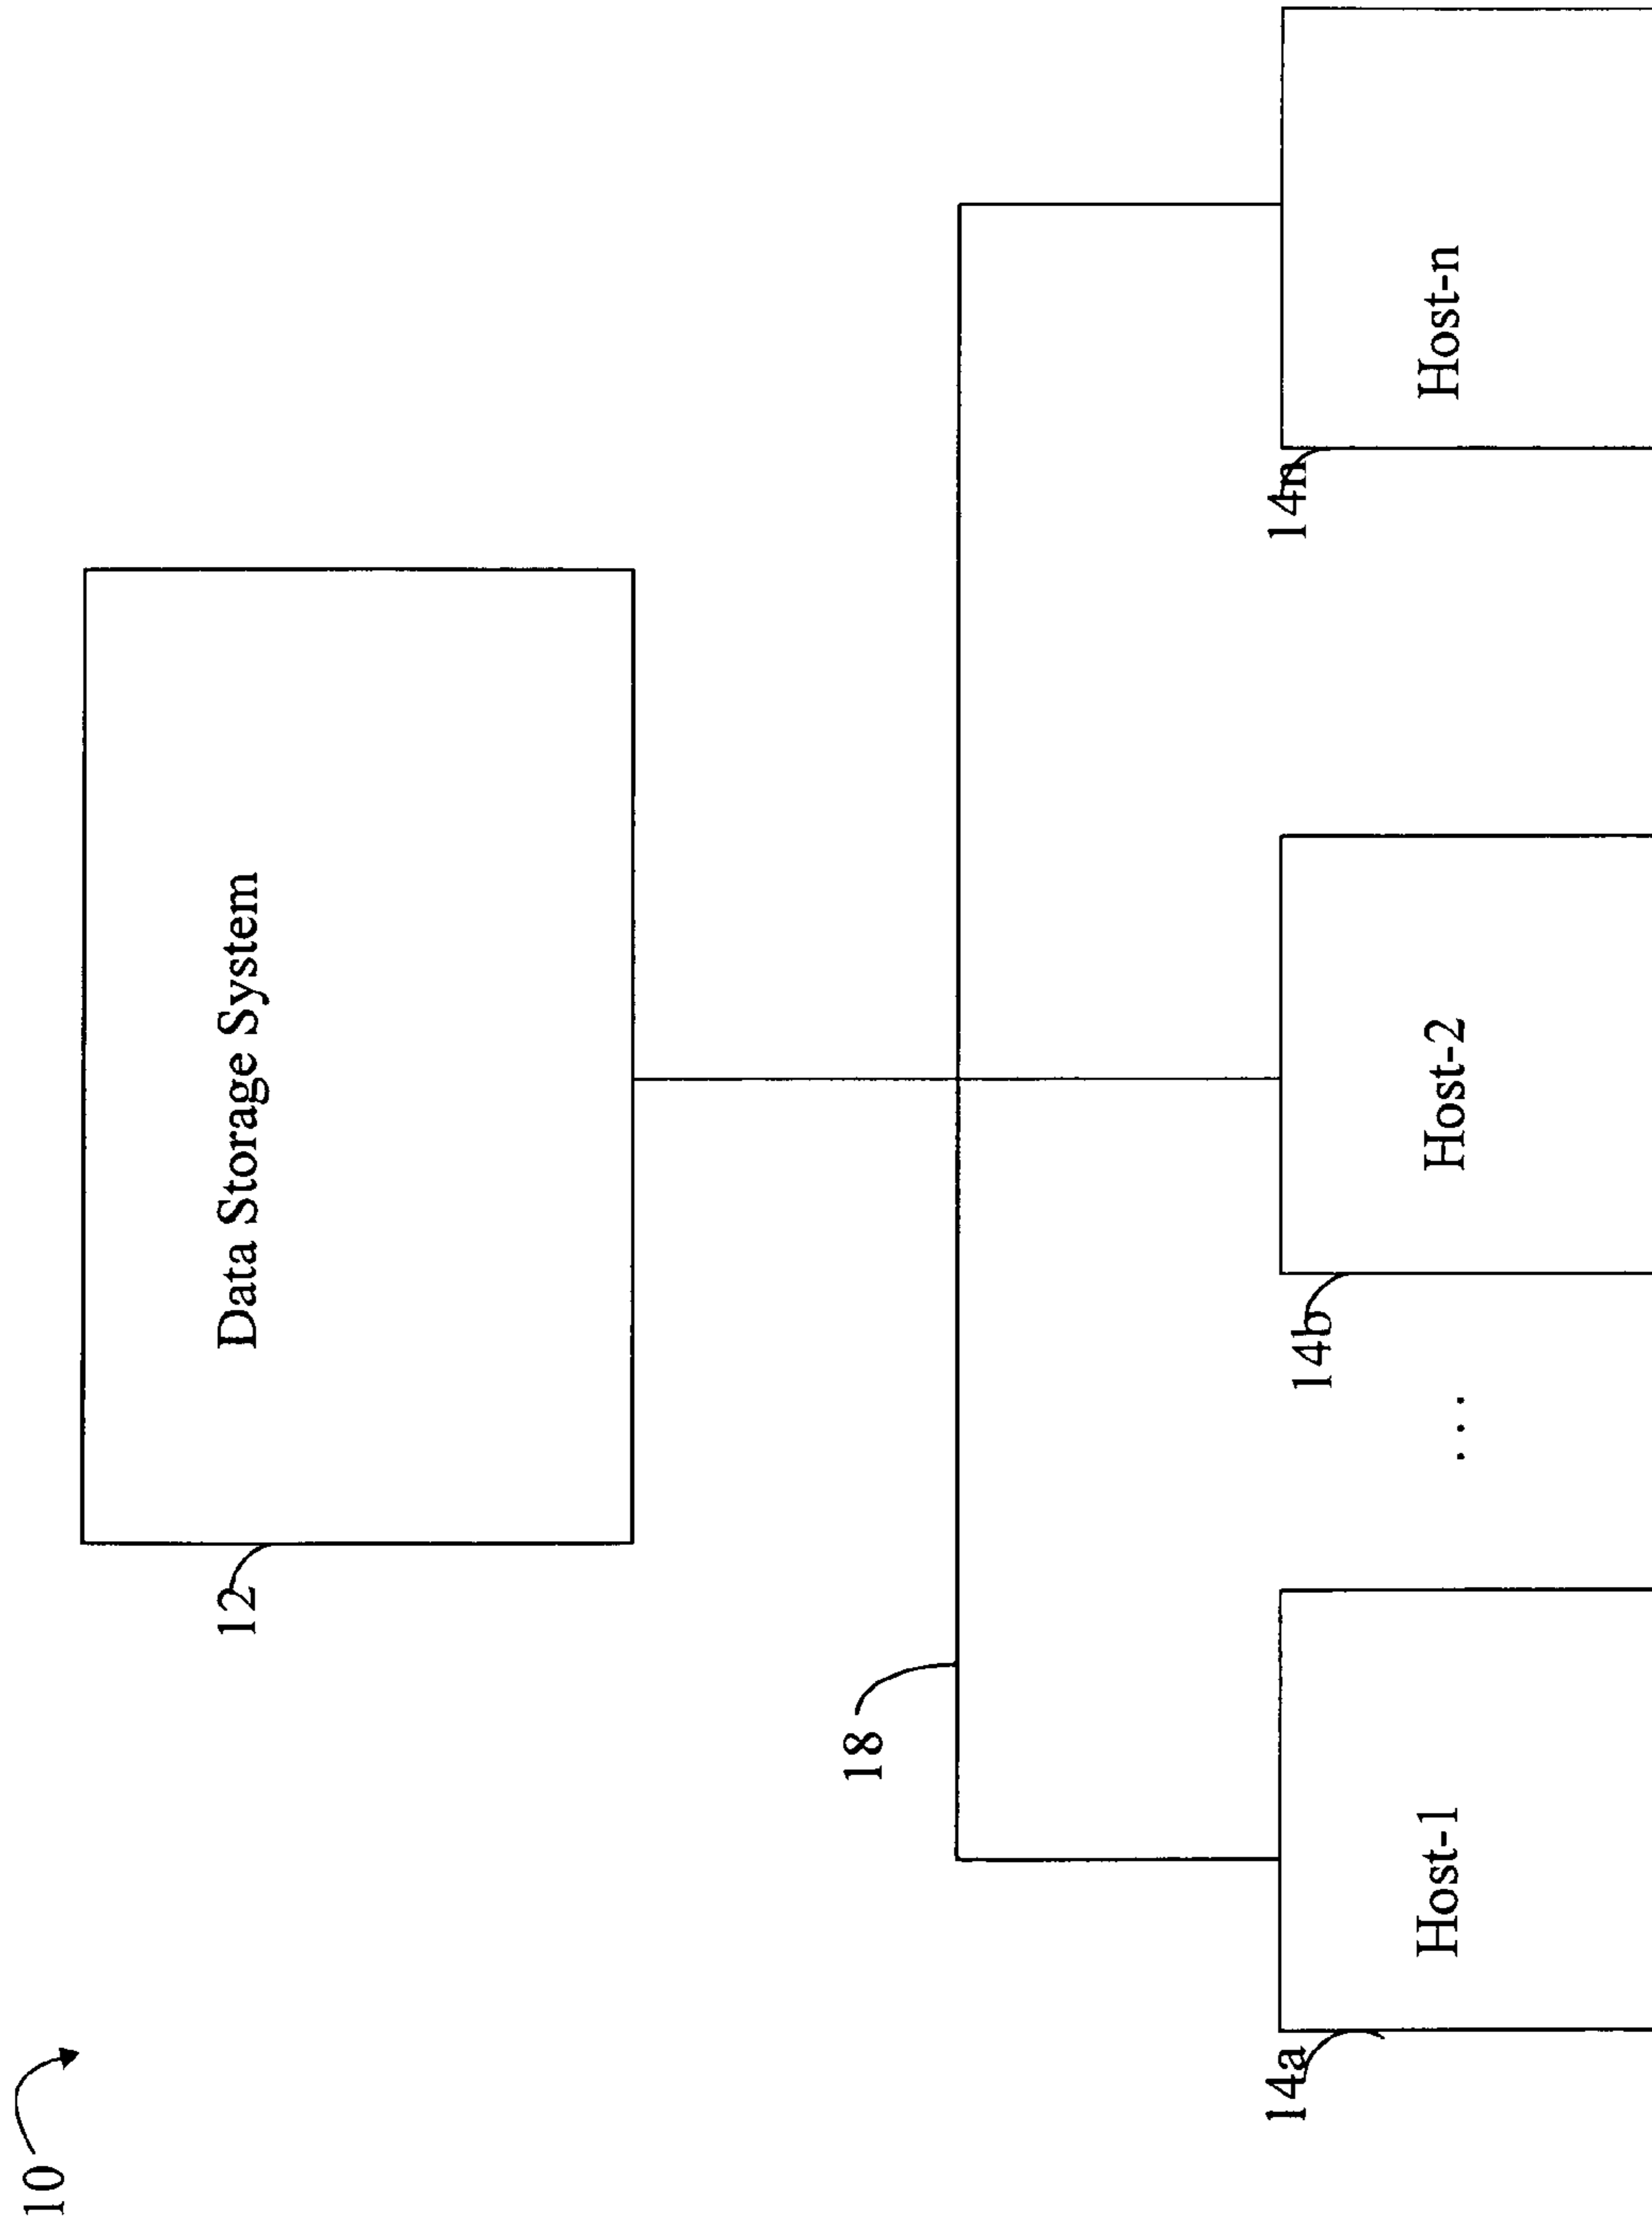 10
12
Data Storage System
18
14a
Host-1
...
14b
Host-2
14n
Host-n